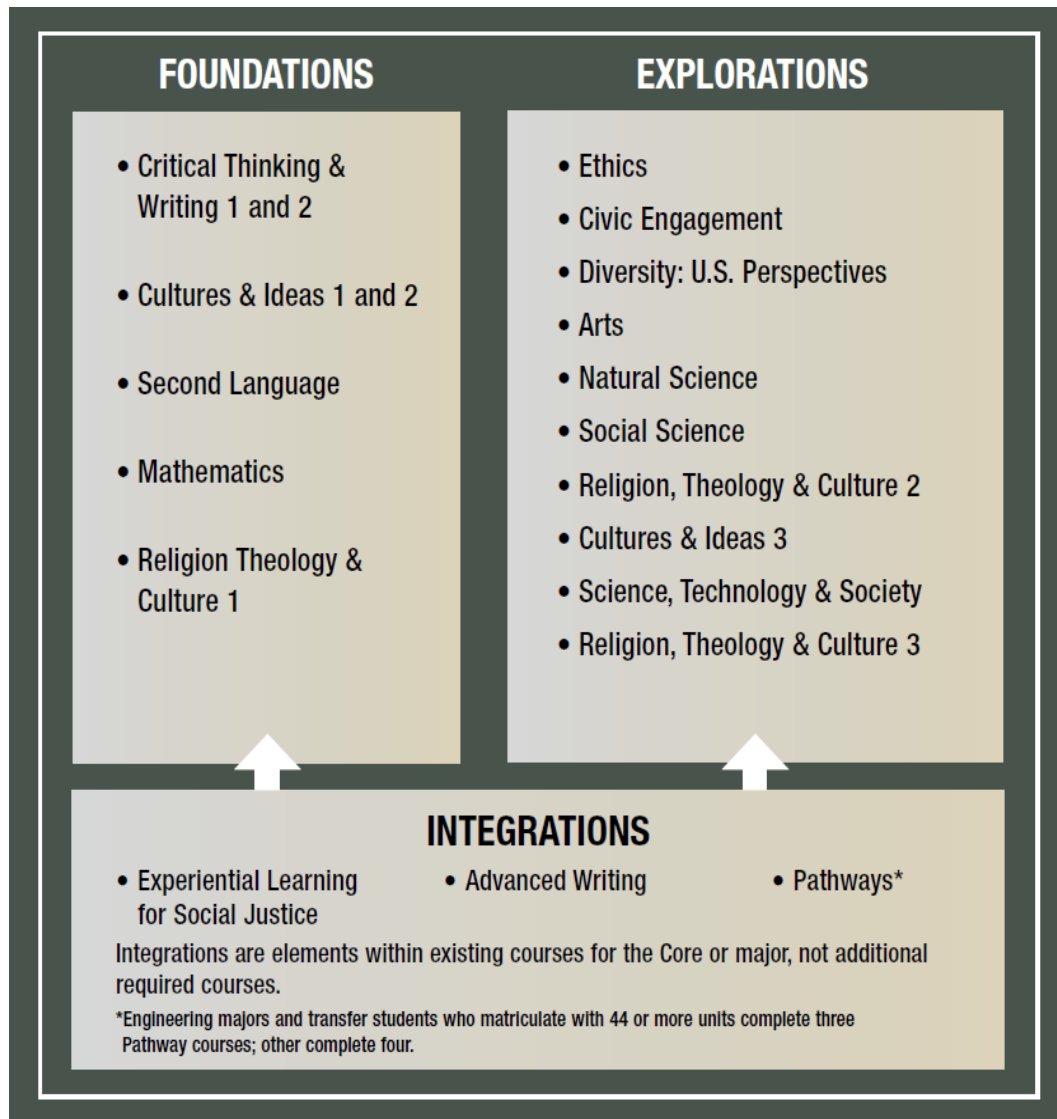 FOUNDATIONS
• Critical Thinking &
Writing 1 and 2
• Cultures & Ideas 1 and 2
• Second Language
• Mathematics
• Religion Theology &
Culture 1
EXPLORATIONS
• Ethics
• Civic Engagement
• Diversity: U.S. Perspectives
• Arts
• Natural Science
• Social Science
• Religion, Theology & Culture 2
• Cultures & Ideas 3
• Science, Technology & Society
• Religion, Theology & Culture 3
INTEGRATIONS
• Experiential Learning
for Social Justice
• Advanced Writing
• Pathways*
Integrations are elements within existing courses for the Core or major, not additional
required courses.
*Engineering majors and transfer students who matriculate with 44 or more units complete three
Pathway courses; other complete four.